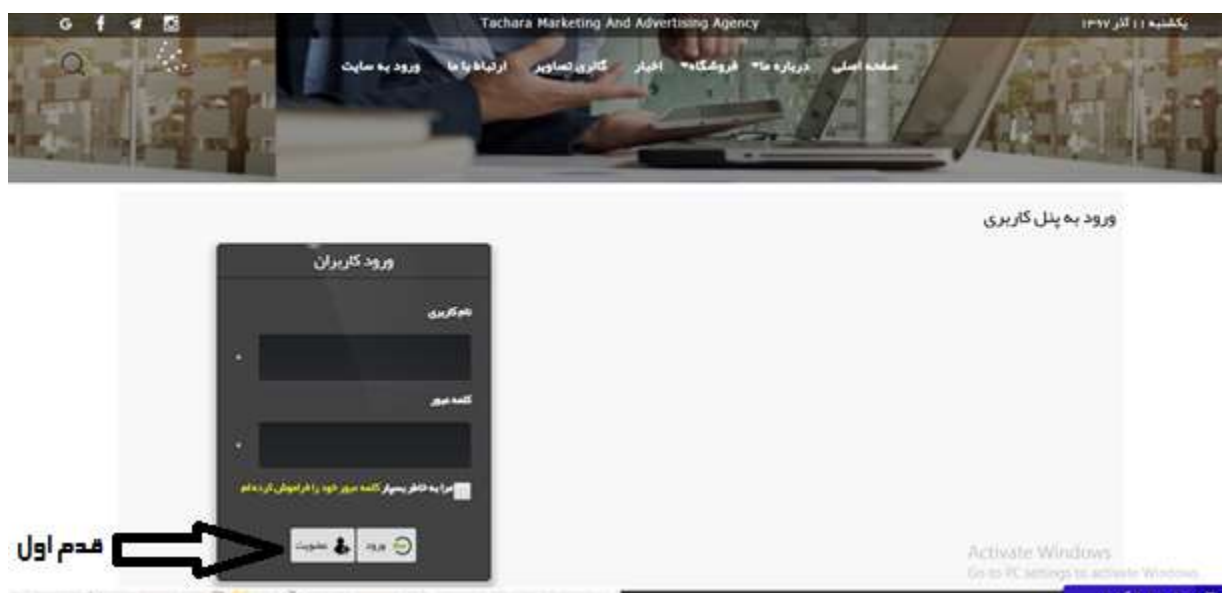 یکشنبه ۱۱ آذر ۱۳۹۷
Tachara Marketing And Advertising Agency
صفحه اصلی درباره ما فروشگاه اخبار گالری تصاویر ارتباط با ما ورود به سایت
ورود به پنل کاربری
ورود کاربران
نام کاربری
*
کلمه عبور
*
مرا به خاطر بسپار کلمه عبور خود را فراموش کرده ام
ورود عضویت
قدم اول
Activate Windows
Go to PC settings to activate Windows